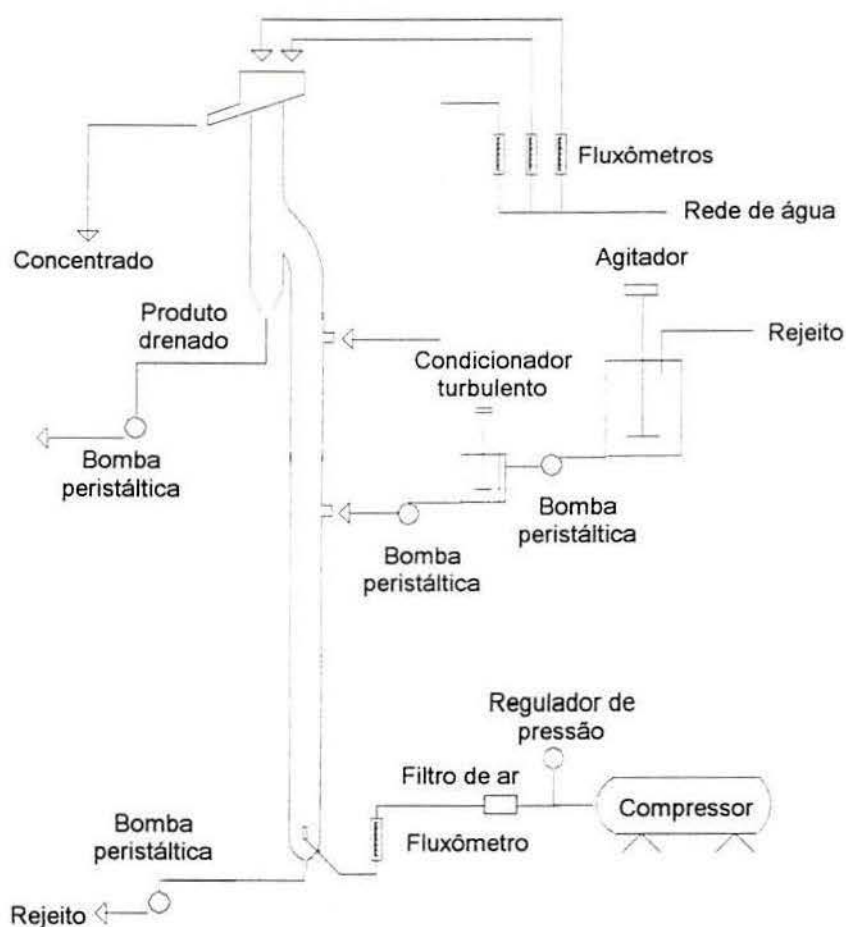 Fluxômetros
Rede de água
Concentrado
Agitador
Produto
drenado
Rejeito
Condicionador
turbulento
Bomba
peristáltica
Bomba
peristáltica
Bomba
peristáltica
Regulador de
pressão
Filtro de ar
Compressor
Bomba
peristáltica
Fluxômetro
Rejeito